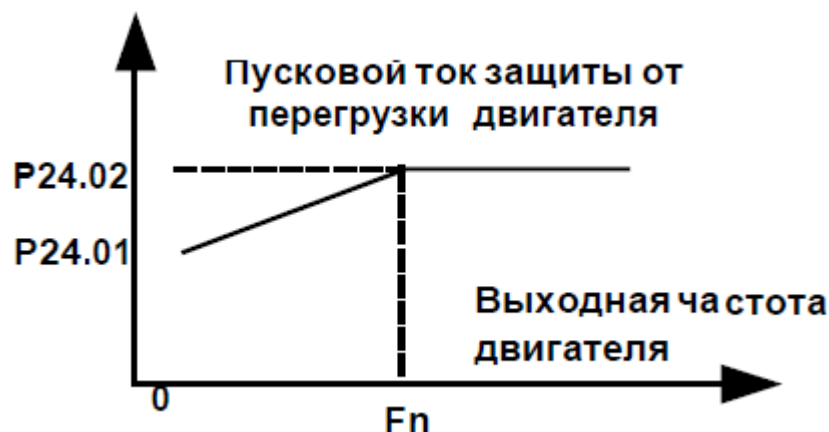 Пусковой ток защиты от
перегрузки двигателя
P24.02
P24.01
Выходная частота
двигателя
0
Fn